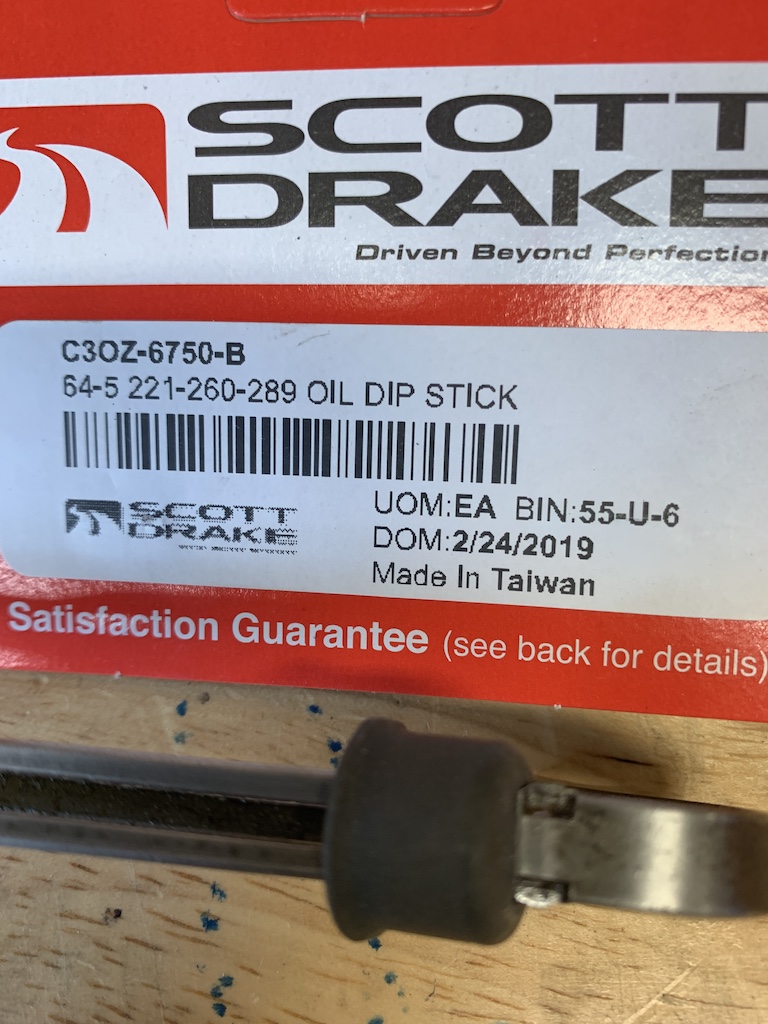 SCOTT
DRAKE
Driven Beyond Perfection
C3OZ-6750-B
64-5 221-260-289 OIL DIP STICK
SCOTT
DRAKE
UOM:EA BIN:55-U-6
DOM:2/24/2019
Made In Taiwan
Satisfaction Guarantee (see back for details)